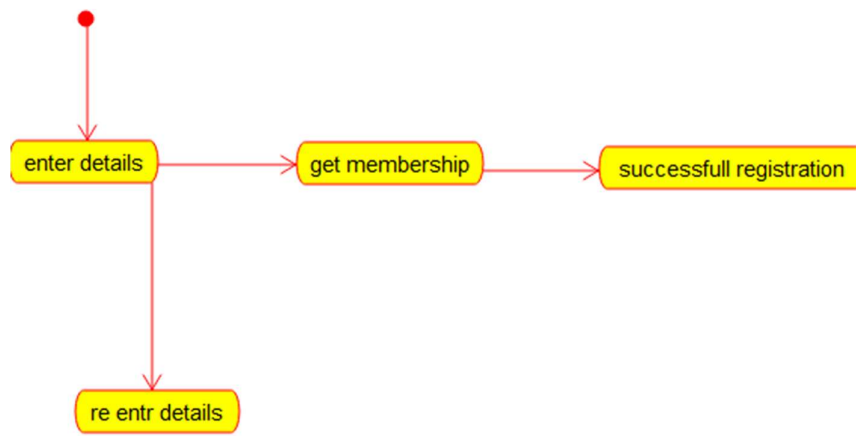 enter details
get membership
successfull registration
re entr details